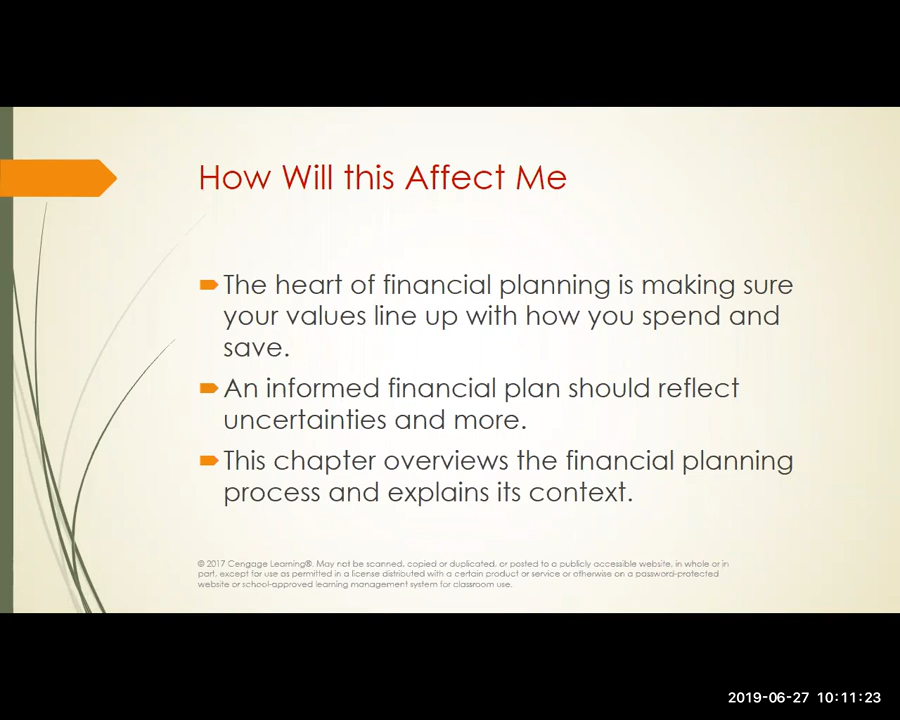 How Will this Affect Me
The heart of financial planning is making sure
your values line up with how you spend and
save.
An informed financial plan should reflect
uncertainties and more.
This chapter overviews the financial planning
process and explains its context.
© 2017 Cengage Learning®. May not be scanned, copied or duplicated, or posted to a publicly accessible website, in whole or in
part, except for use as permitted in a license distributed with a certain product or service or otherwise on a password-protected
website or school-approved learning management system for classroom use.
2019-06-27 10:11:23